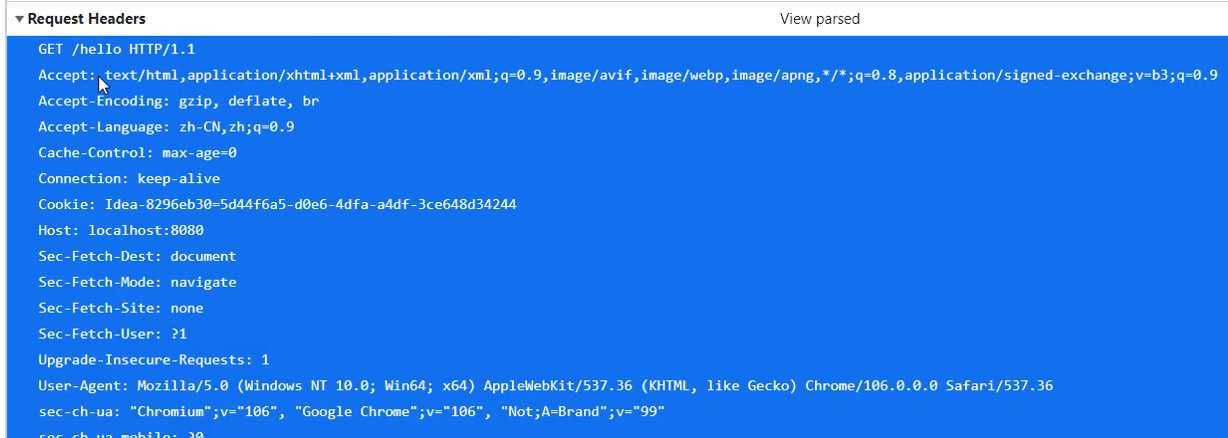 Request Headers View parsed
GET /hello HTTP/1.1
Accept: text/html,application/xhtml+xml,application/xml;q=0.9,image/avif,image/webp,image/apng,*/*;q=0.8,application/signed-exchange;v=b3;q=0.9
Accept-Encoding: gzip, deflate, br
Accept-Language: zh-CN,zh;q=0.9
Cache-Control: max-age=0
Connection: keep-alive
Cookie: Idea-8296eb30=5d44f6a5-d0e6-4dfa-a4df-3ce648d34244
Host: localhost:8080
Sec-Fetch-Dest: document
Sec-Fetch-Mode: navigate
Sec-Fetch-Site: none
Sec-Fetch-User: ?1
Upgrade-Insecure-Requests: 1
User-Agent: Mozilla/5.0 (Windows NT 10.0; Win64; x64) AppleWebKit/537.36 (KHTML, like Gecko) Chrome/106.0.0.0 Safari/537.36
sec-ch-ua: "Chromium";v="106", "Google Chrome";v="106", "Not;A=Brand";v="99"
sec-ch-ua-mobile: ?0